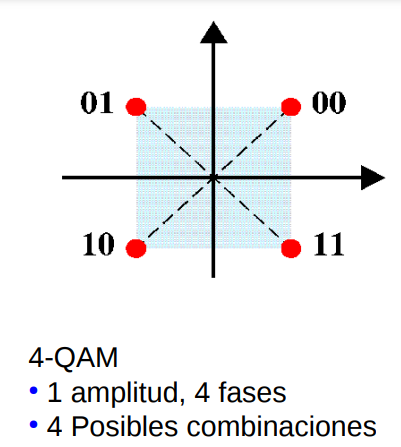 01 00
10 11
4-QAM
• 1 amplitud, 4 fases
• 4 Posibles combinaciones